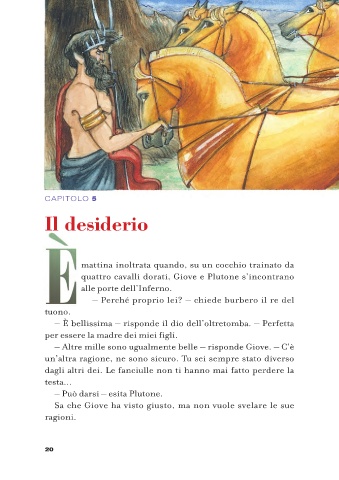 CAPITOLO 5
Il desiderio
È mattina inoltrata quando, su un cocchio trainato da
quattro cavalli dorati, Giove e Plutone s'incontrano
alle porte dell'Inferno.
– Perché proprio lei? – chiede burbero il re del
tuono.
– È bellissima – risponde il dio dell'oltretomba. – Perfetta
per essere la madre dei miei figli.
– Altre mille sono ugualmente belle – risponde Giove. – C'è
un'altra ragione, ne sono sicuro. Tu sei sempre stato diverso
dagli altri dei. Le fanciulle non ti hanno mai fatto perdere la
testa...
– Può darsi – esita Plutone.
Sa che Giove ha visto giusto, ma non vuole svelare le sue
ragioni.
20